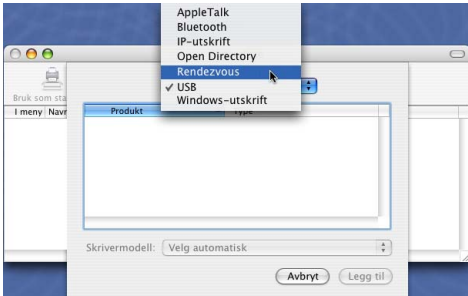 AppleTalk
Bluetooth
IP-utskrift
Open Directory
Rendezvous
✓ USB
Windows-utskrift
Bruk som sta
I meny Navr
Produkt Type
Skrivermodell: Velg automatisk
Avbryt Legg til